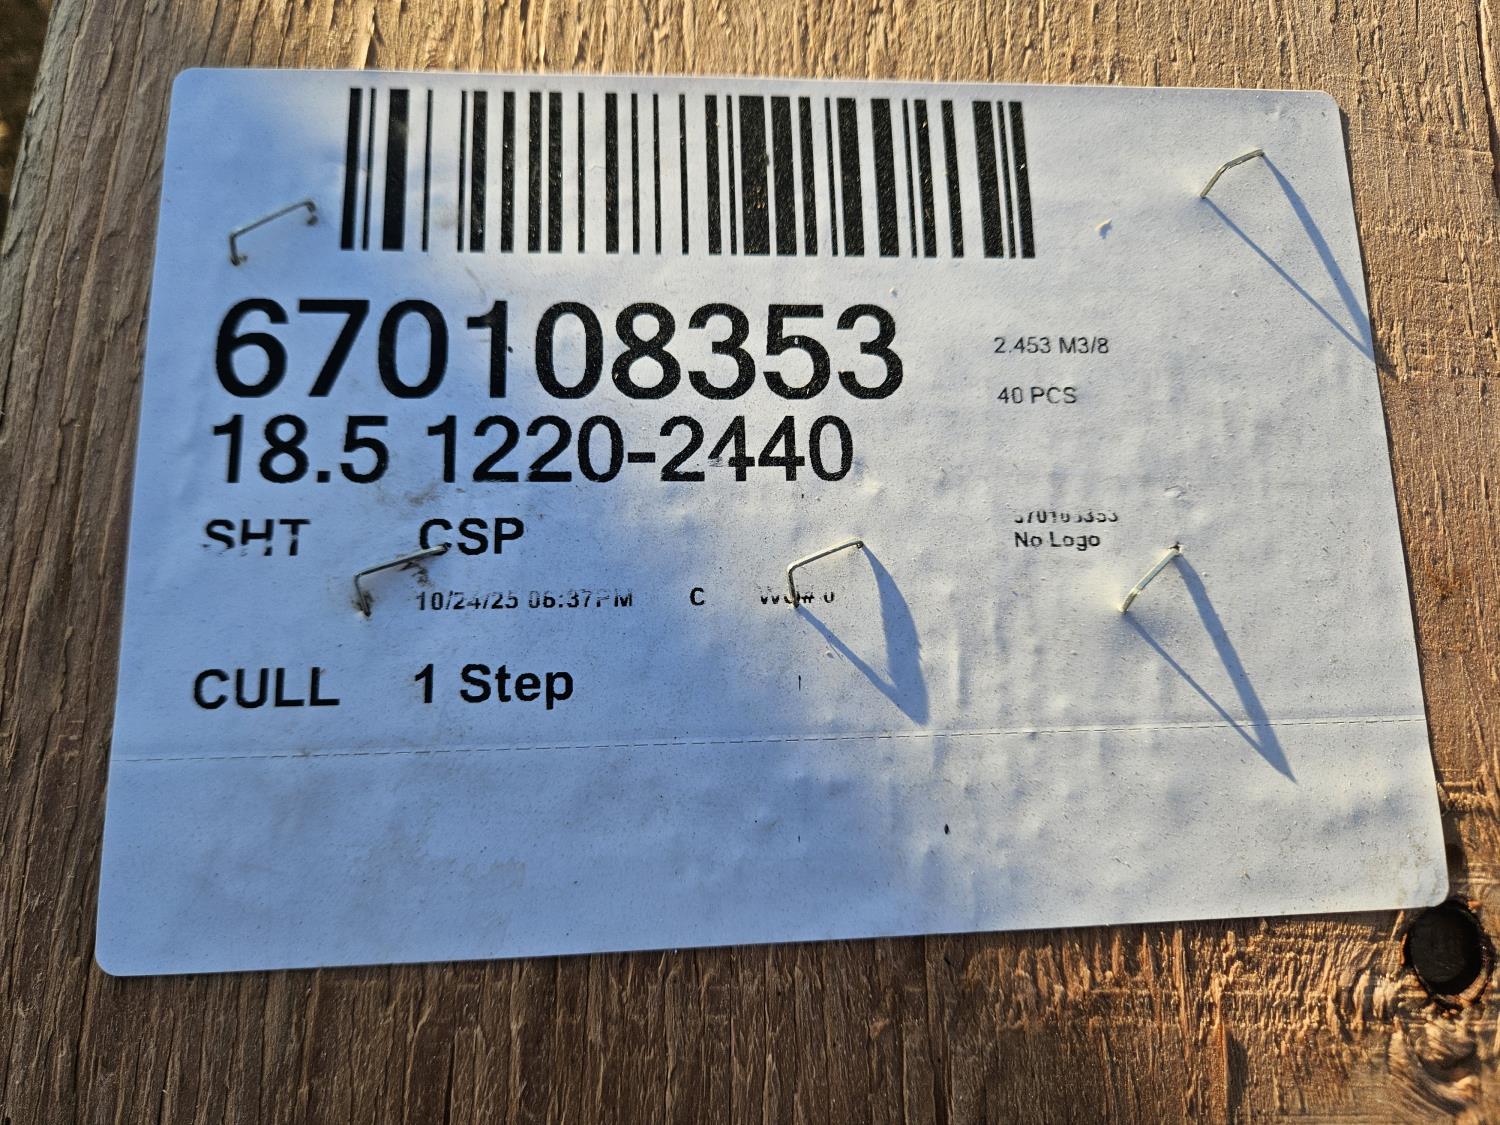 670108353
2.453 M3/8
40 PCS
18.5 1220-2440
SHT CSP
No Logo
10/24/25 06:37PM C
CULL 1 Step